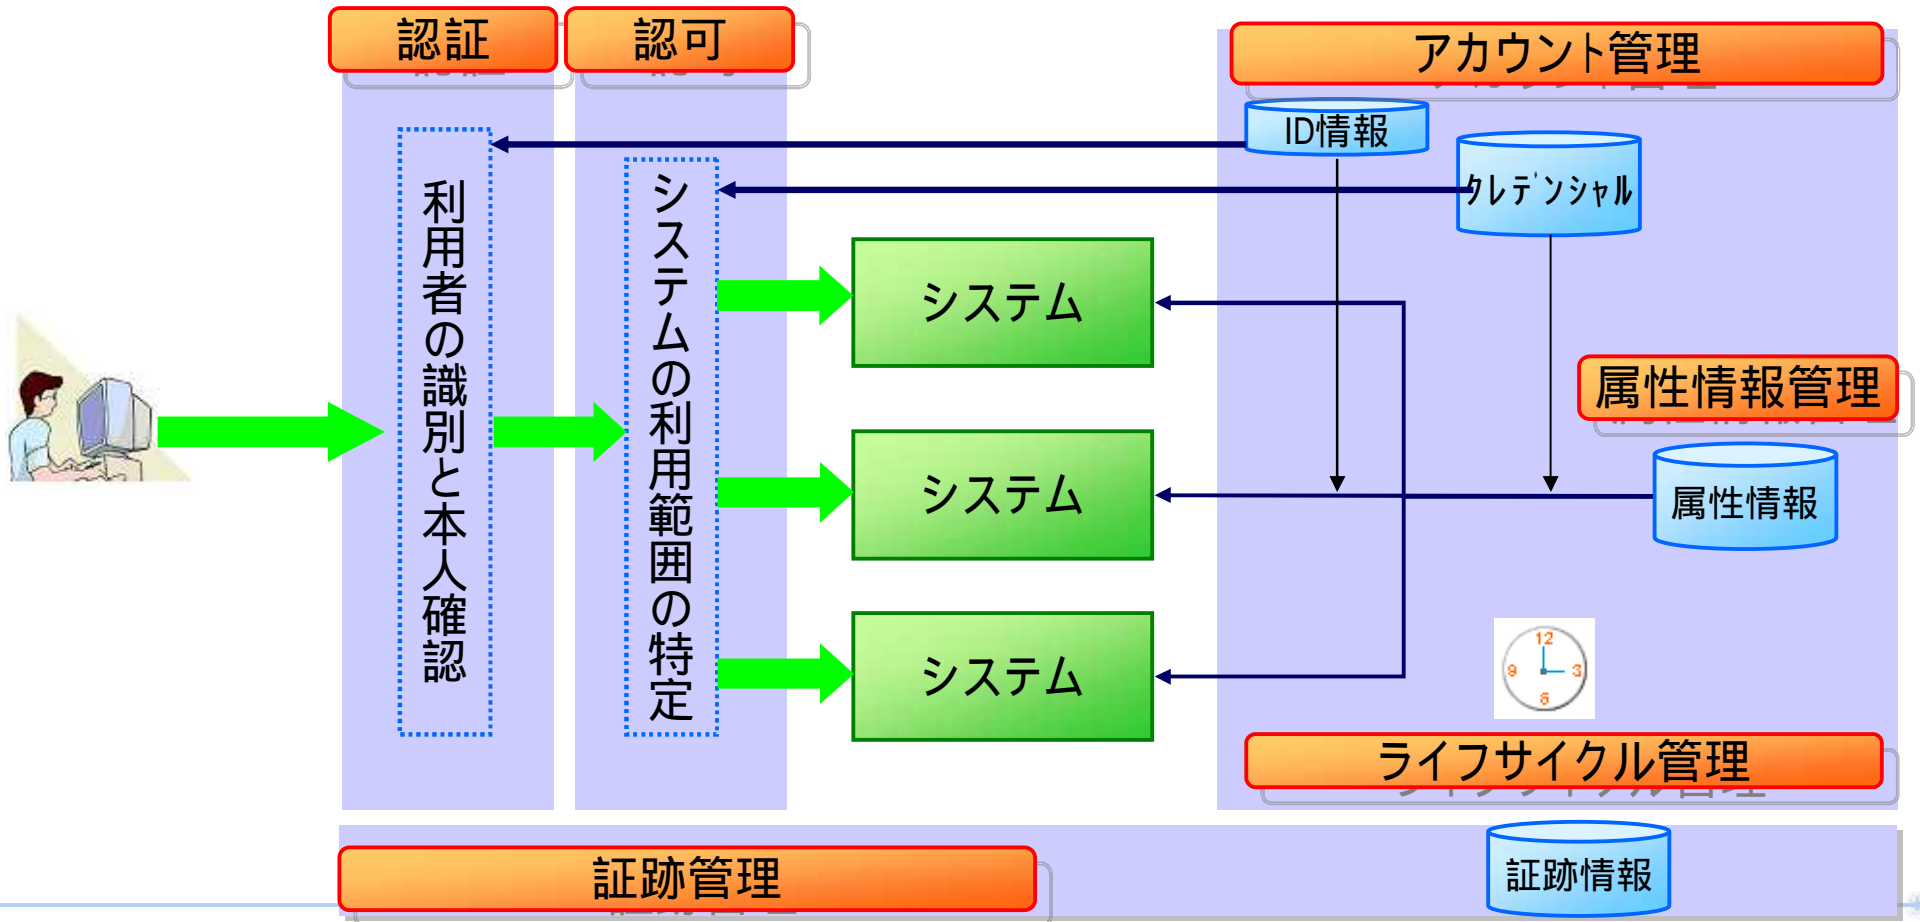 認証
認可
アカウント管理
ID情報
クレデンシャル
利用者の識別と本人確認
システムの利用範囲の特定
システム
属性情報管理
システム
属性情報
システム
12
9
3
6
ライフサイクル管理
証跡管理
証跡情報